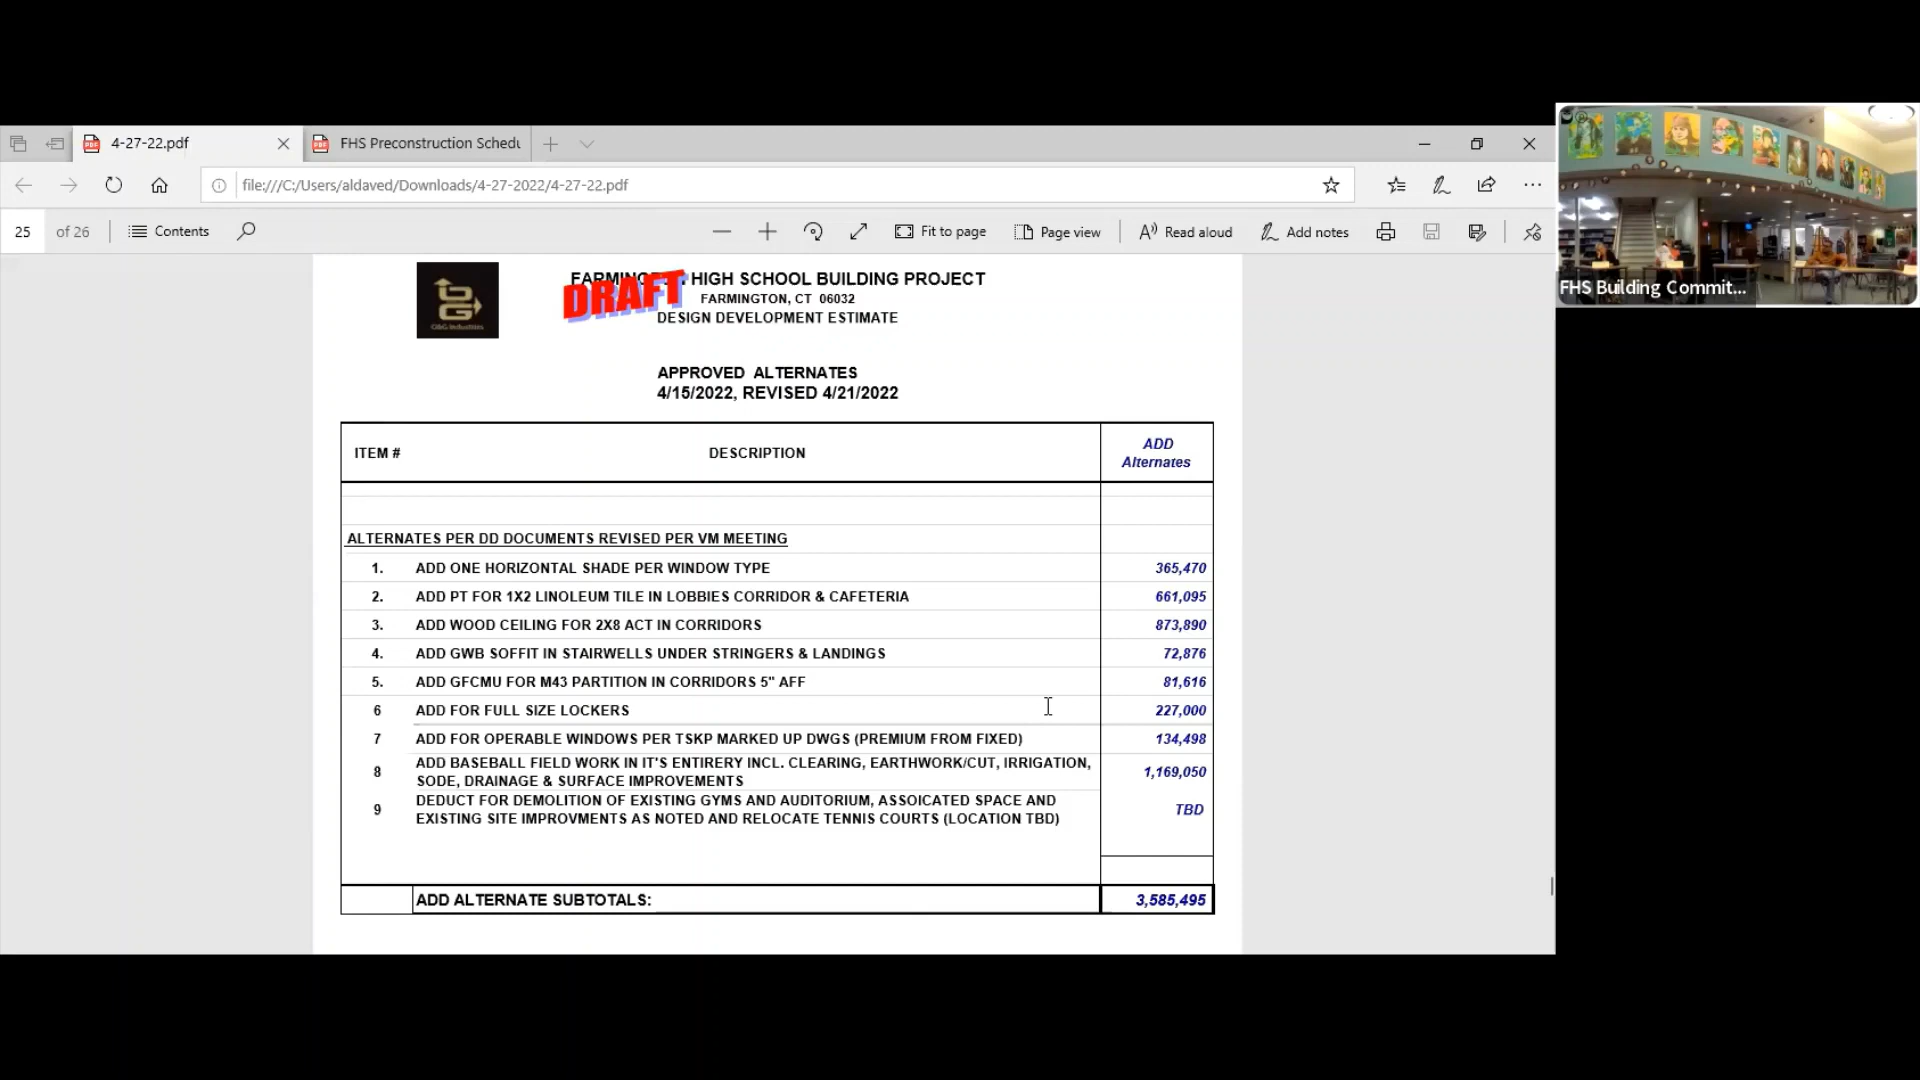 4-27-22.pdf
FHS Preconstruction Schedu
file:///C:/Users/aldaved/Downloads/4-27-2022/4-27-22.pdf
25 of 26
Contents
Fit to page
Page view
Read aloud
Add notes
FHS Building Commit...
O&G Industries
DRAFT
FARMINGTON HIGH SCHOOL BUILDING PROJECT
FARMINGTON, CT 06032
DESIGN DEVELOPMENT ESTIMATE
APPROVED ALTERNATES
4/15/2022, REVISED 4/21/2022
ITEM # DESCRIPTION ADD Alternates
ALTERNATES PER DD DOCUMENTS REVISED PER VM MEETING
1. ADD ONE HORIZONTAL SHADE PER WINDOW TYPE 365,470
2. ADD PT FOR 1X2 LINOLEUM TILE IN LOBBIES CORRIDOR & CAFETERIA 661,095
3. ADD WOOD CEILING FOR 2X8 ACT IN CORRIDORS 873,890
4. ADD GWB SOFFIT IN STAIRWELLS UNDER STRINGERS & LANDINGS 72,876
5. ADD GFCMU FOR M43 PARTITION IN CORRIDORS 5" AFF 81,616
6 ADD FOR FULL SIZE LOCKERS 227,000
7 ADD FOR OPERABLE WINDOWS PER TSKP MARKED UP DWGS (PREMIUM FROM FIXED) 134,498
8 ADD BASEBALL FIELD WORK IN IT'S ENTIRERY INCL. CLEARING, EARTHWORK/CUT, IRRIGATION,
SODE, DRAINAGE & SURFACE IMPROVEMENTS 1,169,050
9 DEDUCT FOR DEMOLITION OF EXISTING GYMS AND AUDITORIUM, ASSOICATED SPACE AND
EXISTING SITE IMPROVMENTS AS NOTED AND RELOCATE TENNIS COURTS (LOCATION TBD) TBD
ADD ALTERNATE SUBTOTALS: 3,585,495